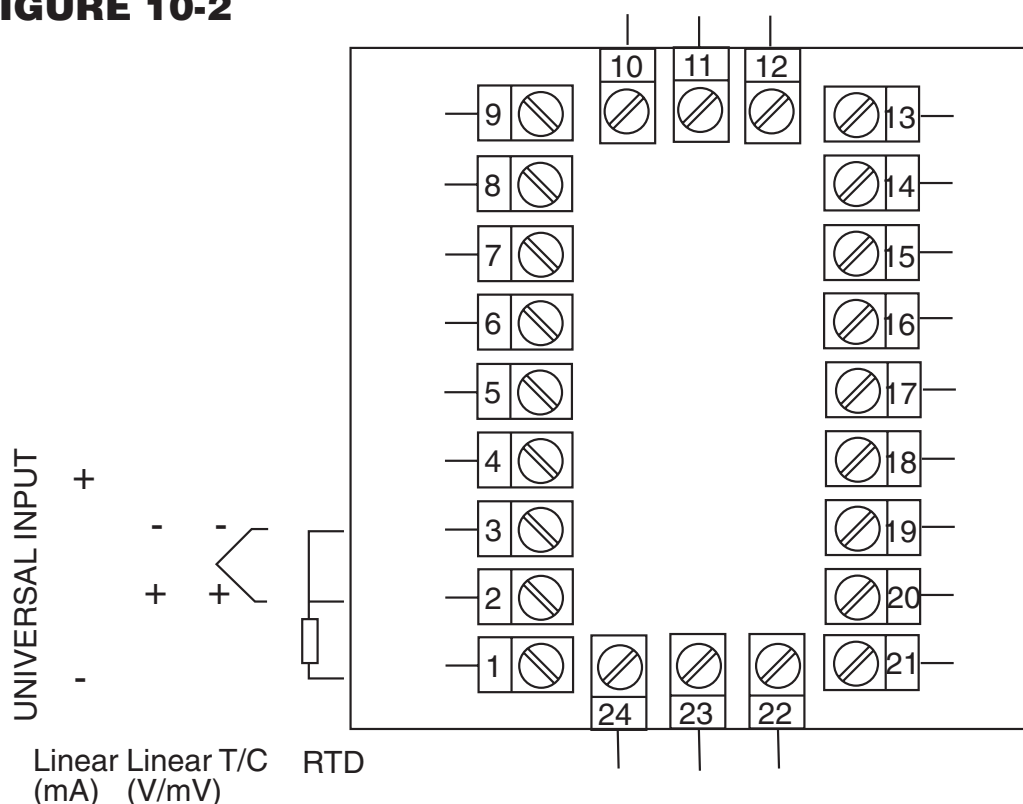 FIGURE 10-2
10 11 12
9 13
8 14
7 15
6 16
5 17
4 18
+
3 19
- -
2 20
+ +
1 21
-
24 23 22
UNIVERSAL INPUT
Linear Linear T/C RTD
(mA) (V/mV)